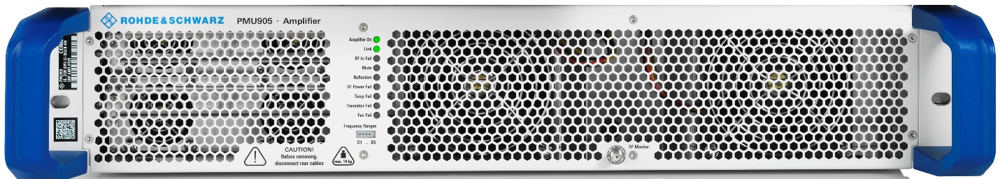 R&S
ROHDE & SCHWARZ
PMU905 · Amplifier
Amplifier On
Link
RF In Fail
Mute
Reflection
RF Power Fail
Temp Fail
Transistor Fail
Fan Fail
Frequency Ranges
D1 ... D5
CAUTION!
Before removing,
disconnect rear cables
max. 18 kg
RF Monitor